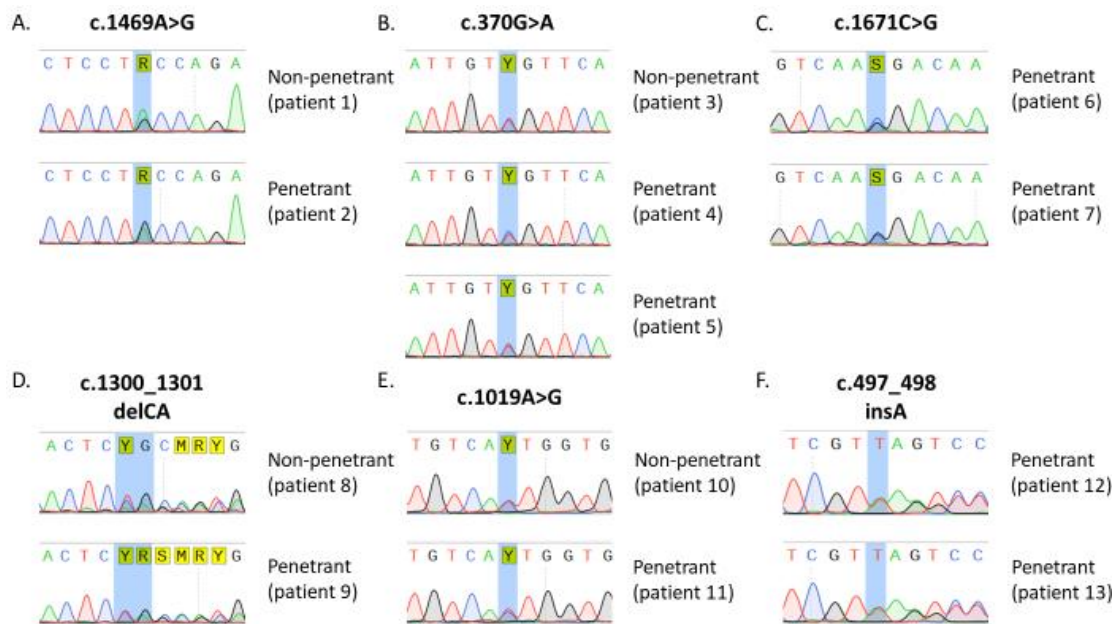 A. c.1469A>G
C T C C T R C C A G A
Non-penetrant
(patient 1)
C T C C T R C C A G A
Penetrant
(patient 2)
B. c.370G>A
A T T G T Y G T T C A
Non-penetrant
(patient 3)
A T T G T Y G T T C A
Penetrant
(patient 4)
A T T G T Y G T T C A
Penetrant
(patient 5)
C. c.1671C>G
G T C A A S G A C A A
Penetrant
(patient 6)
G T C A A S G A C A A
Penetrant
(patient 7)
D. c.1300_1301
delCA
A C T C Y G C M R Y G
Non-penetrant
(patient 8)
A C T C Y R S M R Y G
Penetrant
(patient 9)
E. c.1019A>G
T G T C A Y T G G T G
Non-penetrant
(patient 10)
T G T C A Y T G G T G
Penetrant
(patient 11)
F. c.497_498
insA
T C G T T A G T C C
Penetrant
(patient 12)
T C G T T A G T C C
Penetrant
(patient 13)